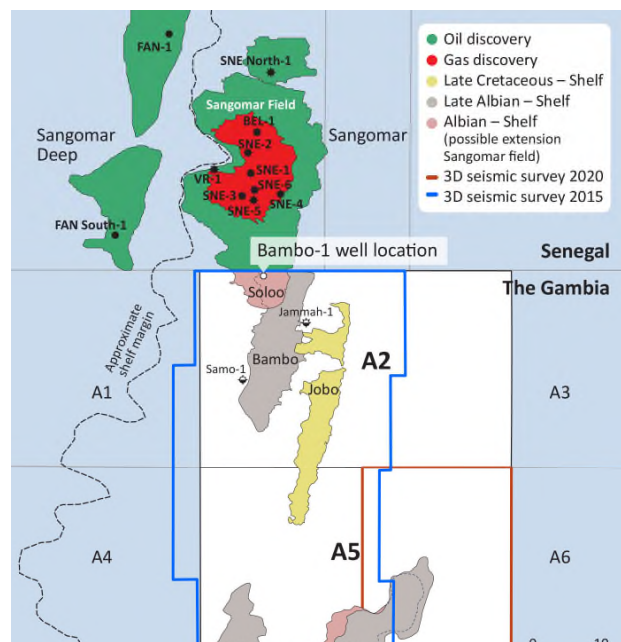 FAN-1
SNE North-1
Sangomar Field
BEL-1
SNE-2
Sangomar
Deep
Sangomar
SNE-1
VR-1
SNE-6
SNE-3
SNE-4
SNE-5
FAN South-1
Oil discovery
Gas discovery
Late Cretaceous – Shelf
Late Albian – Shelf
Albian – Shelf
(possible extension
Sangomar field)
3D seismic survey 2020
3D seismic survey 2015
Bambo-1 well location
Senegal
The Gambia
Soloo
Jammah-1
Approximate
shelf margin
Bambo
A2
Samo-1
Jobo
A1
A3
A5
A4
A6